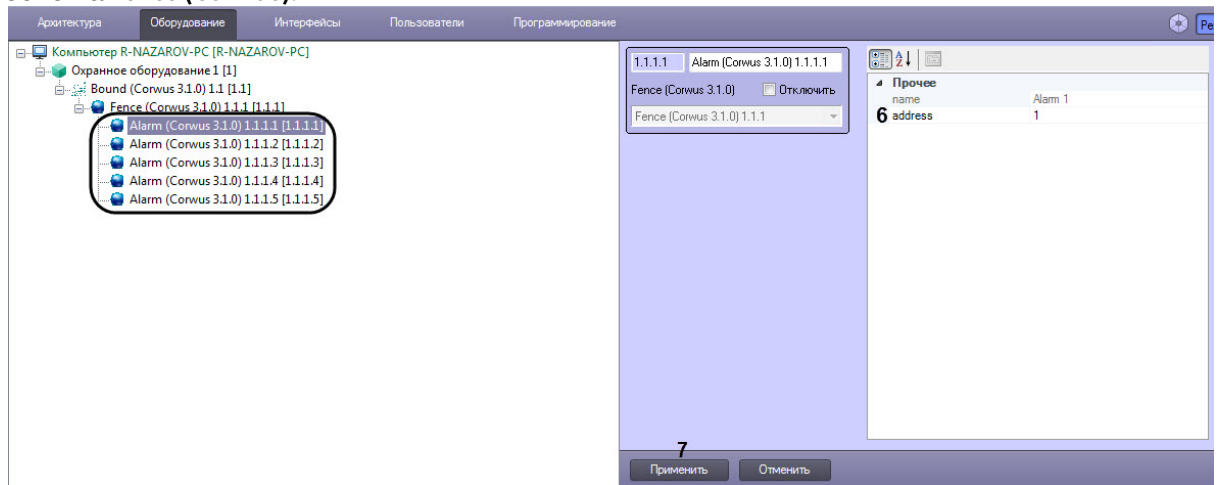 Архитектура Оборудование Интерфейсы Пользователи Программирование
Компьютер R-NAZAROV-PC [R-NAZAROV-PC]
Охранное оборудование 1 [1]
Bound (Corwus 3.1.0) 1.1 [1.1]
Fence (Corwus 3.1.0) 1.1.1 [1.1.1]
Alarm (Corwus 3.1.0) 1.1.1.1 [1.1.1.1]
Alarm (Corwus 3.1.0) 1.1.1.2 [1.1.1.2]
Alarm (Corwus 3.1.0) 1.1.1.3 [1.1.1.3]
Alarm (Corwus 3.1.0) 1.1.1.4 [1.1.1.4]
Alarm (Corwus 3.1.0) 1.1.1.5 [1.1.1.5]
1.1.1.1 Alarm (Corwus 3.1.0) 1.1.1.1
Fence (Corwus 3.1.0) Отключить
Fence (Corwus 3.1.0) 1.1.1
Прочее
name Alarm 1
6 address 1
7
Применить Отменить